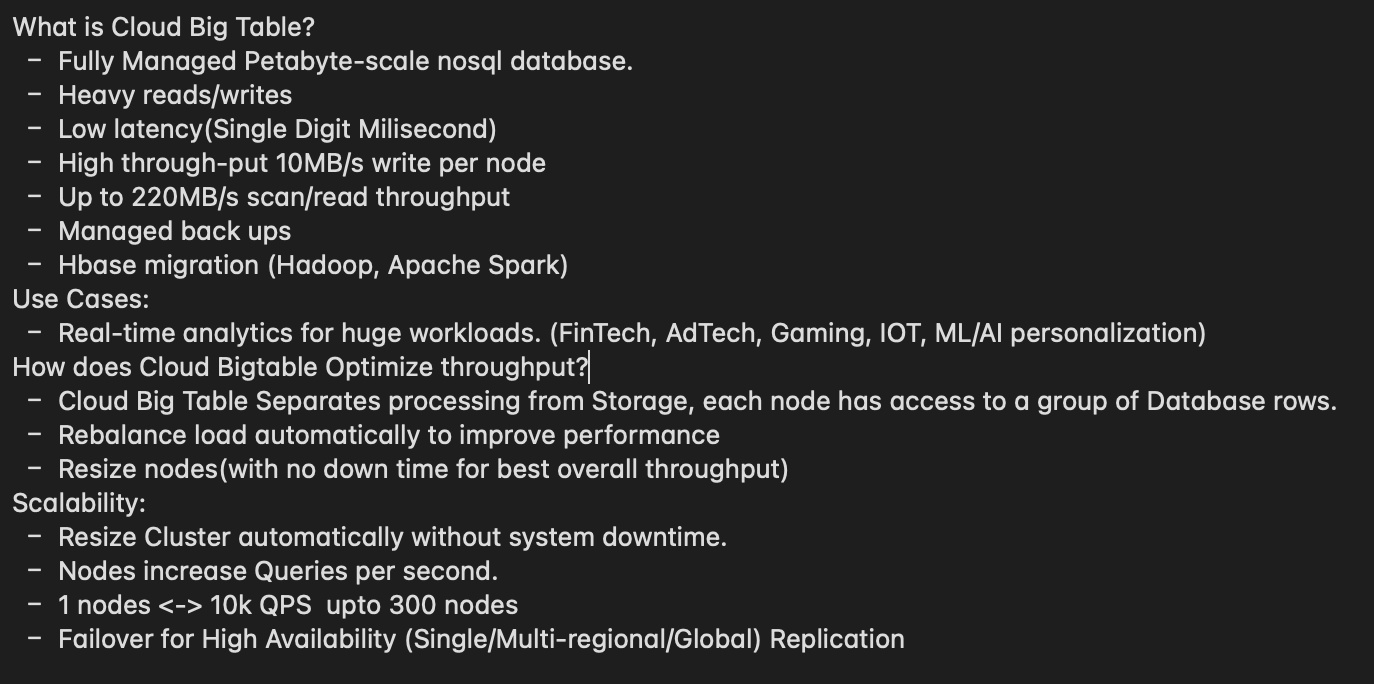 What is Cloud Big Table?
– Fully Managed Petabyte-scale nosql database.
– Heavy reads/writes
– Low latency(Single Digit Milisecond)
– High through-put 10MB/s write per node
– Up to 220MB/s scan/read throughput
– Managed back ups
– Hbase migration (Hadoop, Apache Spark)
Use Cases:
– Real-time analytics for huge workloads. (FinTech, AdTech, Gaming, IOT, ML/AI personalization)
How does Cloud Bigtable Optimize throughput?
– Cloud Big Table Separates processing from Storage, each node has access to a group of Database rows.
– Rebalance load automatically to improve performance
– Resize nodes(with no down time for best overall throughput)
Scalability:
– Resize Cluster automatically without system downtime.
– Nodes increase Queries per second.
– 1 nodes <-> 10k QPS  upto 300 nodes
– Failover for High Availability (Single/Multi-regional/Global) Replication